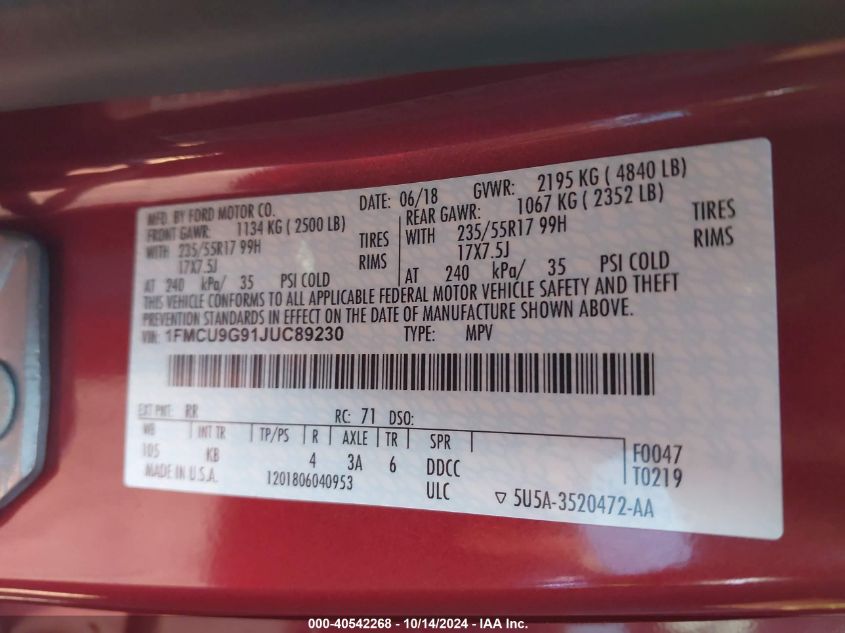 MFD. BY FORD MOTOR CO.
DATE: 06/18 GVWR: 2195 KG ( 4840 LB)
FRONT GAWR: 1134 KG ( 2500 LB)
REAR GAWR: 1067 KG ( 2352 LB)
WITH 235/55R17 99H TIRES
WITH 235/55R17 99H TIRES
17X7.5J RIMS
17X7.5J RIMS
AT 240 kPa/ 35 PSI COLD
AT 240 kPa/ 35 PSI COLD
THIS VEHICLE CONFORMS TO ALL APPLICABLE FEDERAL MOTOR VEHICLE SAFETY AND THEFT
PREVENTION STANDARDS IN EFFECT ON THE DATE OF MANUFACTURE SHOWN ABOVE.
VIN: 1FMCU9G91JUC89230 TYPE: MPV
EXT PNT: RR RC: 71 DSO:
WB INT TR TP/PS R AXLE TR SPR
105 KB 4 3A 6 DDCC F0047
MADE IN U.S.A. 1201806040953 ULC T0219
▽ 5U5A-3520472-AA
000-40542268 - 10/14/2024 - IAA Inc.